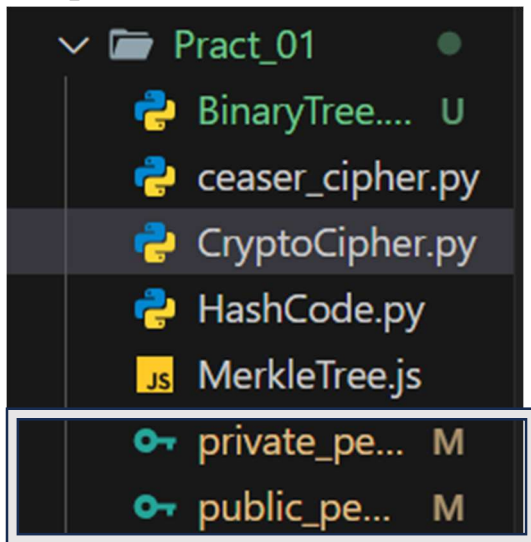 Pract_01
BinaryTree.... U
ceaser_cipher.py
CryptoCipher.py
HashCode.py
JS MerkleTree.js
private_pe... M
public_pe... M